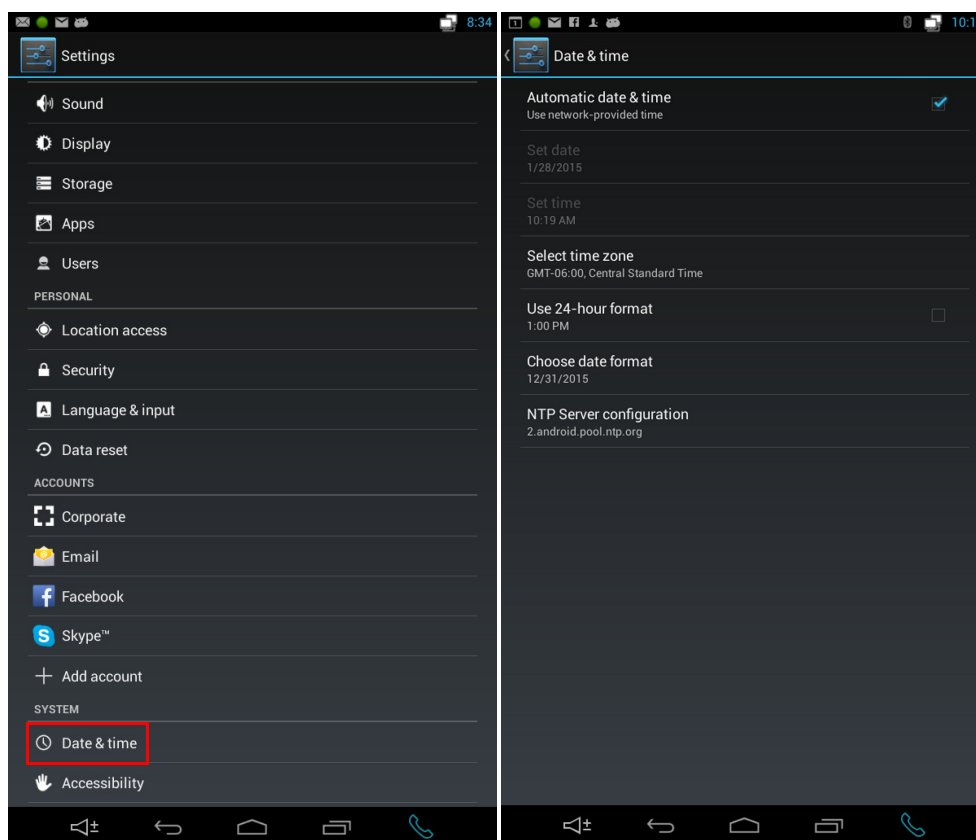 8:34
Settings
Sound
Display
Storage
Apps
Users
PERSONAL
Location access
Security
Language & input
Data reset
ACCOUNTS
Corporate
Email
Facebook
Skype™
Add account
SYSTEM
Date & time
Accessibility
10:1
Date & time
Automatic date & time
Use network-provided time
Set date
1/28/2015
Set time
10:19 AM
Select time zone
GMT-06:00, Central Standard Time
Use 24-hour format
1:00 PM
Choose date format
12/31/2015
NTP Server configuration
2.android.pool.ntp.org